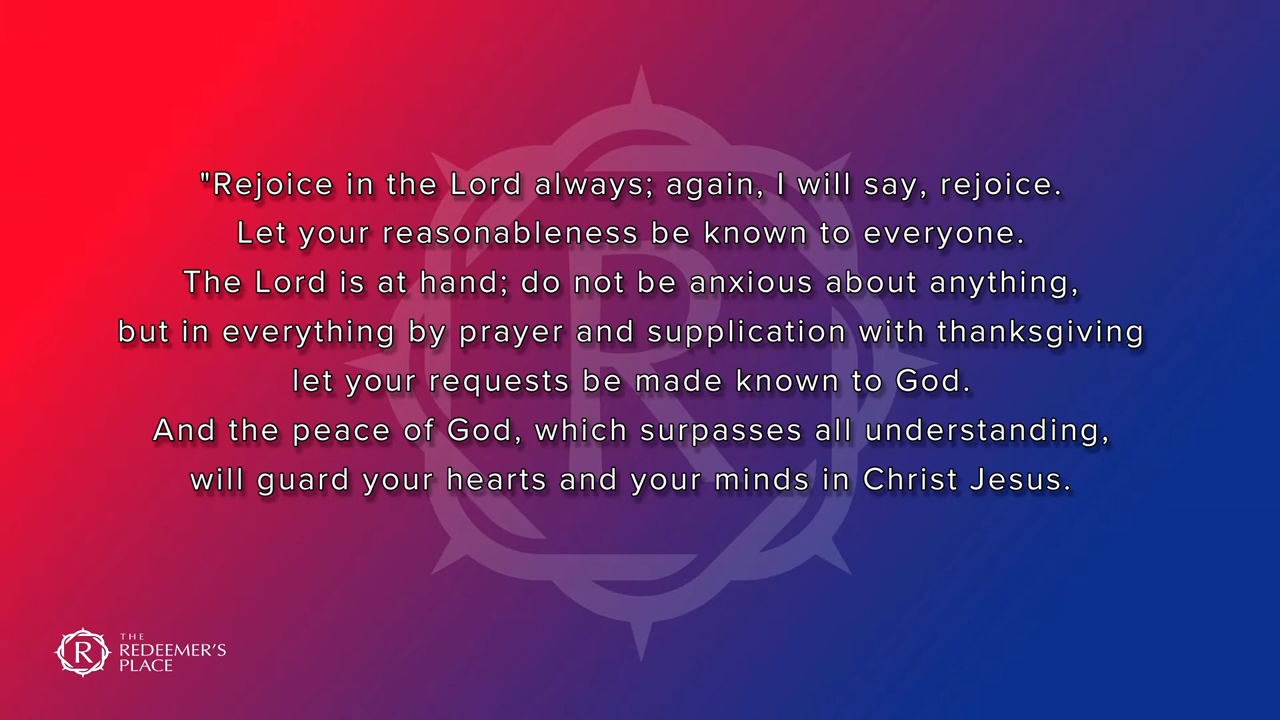 "Rejoice in the Lord always; again, I will say, rejoice.
Let your reasonableness be known to everyone.
The Lord is at hand; do not be anxious about anything,
but in everything by prayer and supplication with thanksgiving
let your requests be made known to God.
And the peace of God, which surpasses all understanding,
will guard your hearts and your minds in Christ Jesus.
R
R
THE
REDEEMER'S
PLACE